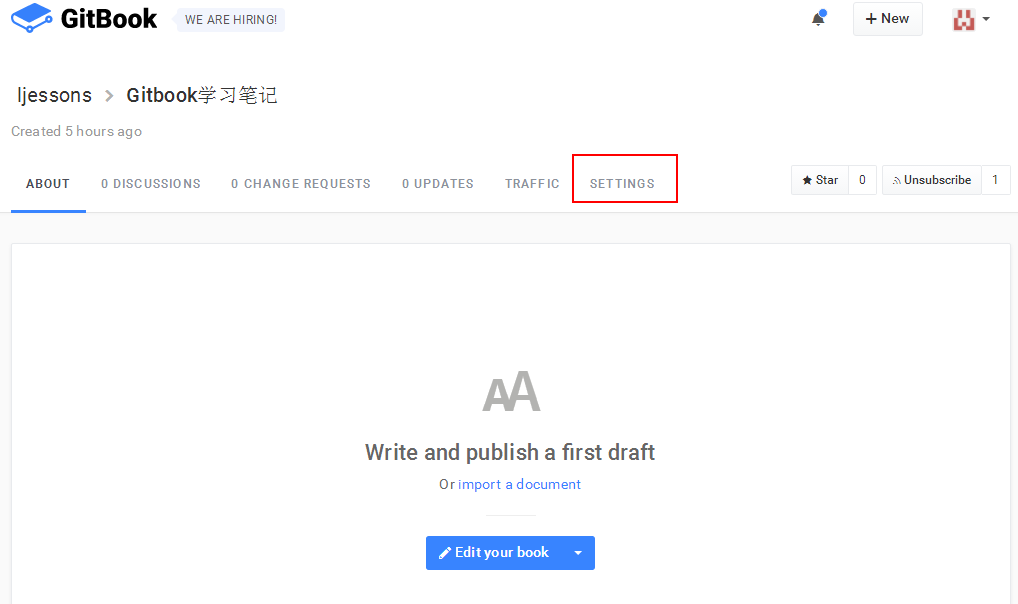 GitBook WE ARE HIRING! + New
ljessons > Gitbook学习笔记
Created 5 hours ago
ABOUT 0 DISCUSSIONS 0 CHANGE REQUESTS 0 UPDATES TRAFFIC SETTINGS Star 0 Unsubscribe 1
AA
Write and publish a first draft
Or import a document
Edit your book